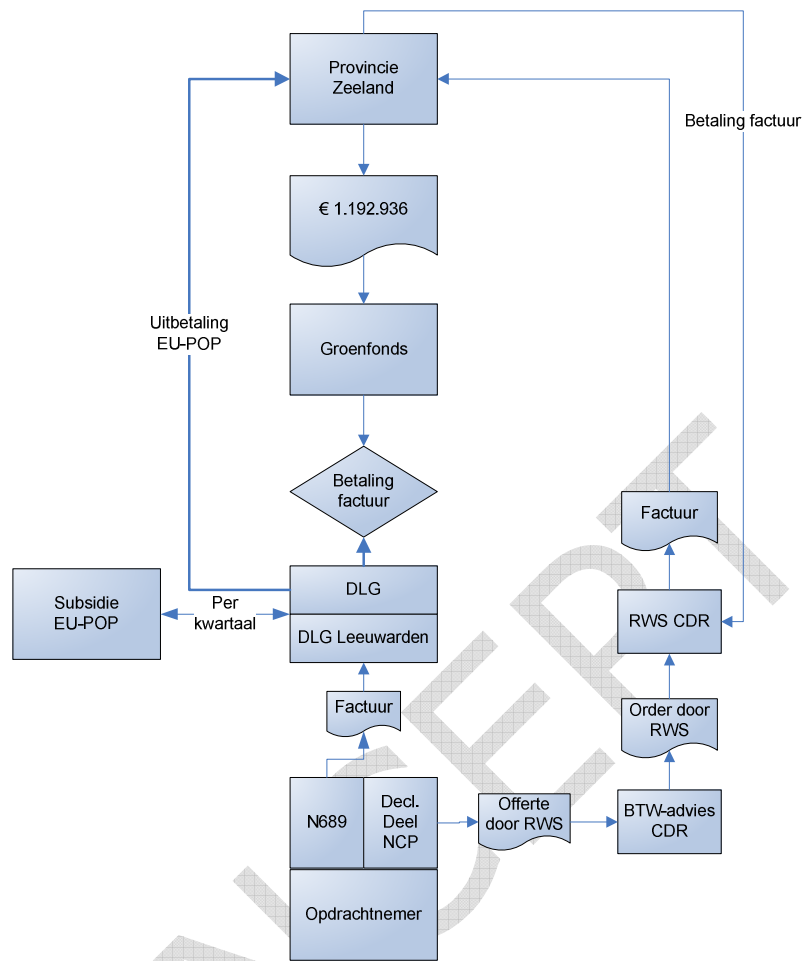 Provincie
Zeeland
Betaling factuur
€ 1.192.936
Uitbetaling
EU-POP
Groenfonds
Betaling
factuur
Factuur
Subsidie
EU-POP
Per
kwartaal
DLG
DLG Leeuwarden
RWS CDR
Factuur
Order door
RWS
N689
Decl.
Deel
NCP
Offerte
door RWS
BTW-advies
CDR
Opdrachtnemer
NCEPT